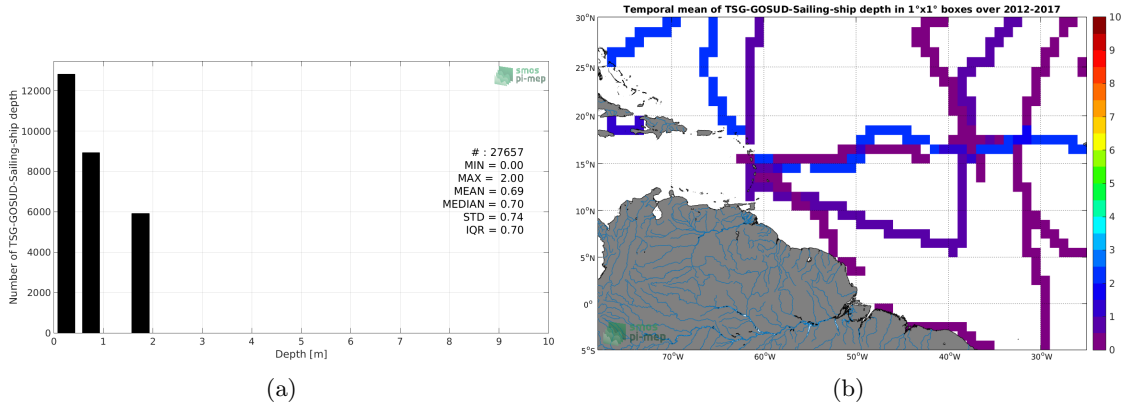 Number of TSG-GOSUD-Sailing-ship depth
12000
10000
8000
6000
4000
2000
0
smos
pi-mep
# : 27657
MIN = 0.00
MAX = 2.00
MEAN = 0.69
MEDIAN = 0.70
STD = 0.74
IQR = 0.70
0 1 2 3 4 5 6 7 8 9 10
Depth [m]
(a)
Temporal mean of TSG-GOSUD-Sailing-ship depth in 1°x1° boxes over 2012-2017
30°N
25°N
20°N
15°N
10°N
5°N
0°
5°S
smos
pi-mep
70°W 60°W 50°W 40°W 30°W
10
9
8
7
6
5
4
3
2
1
0
(b)